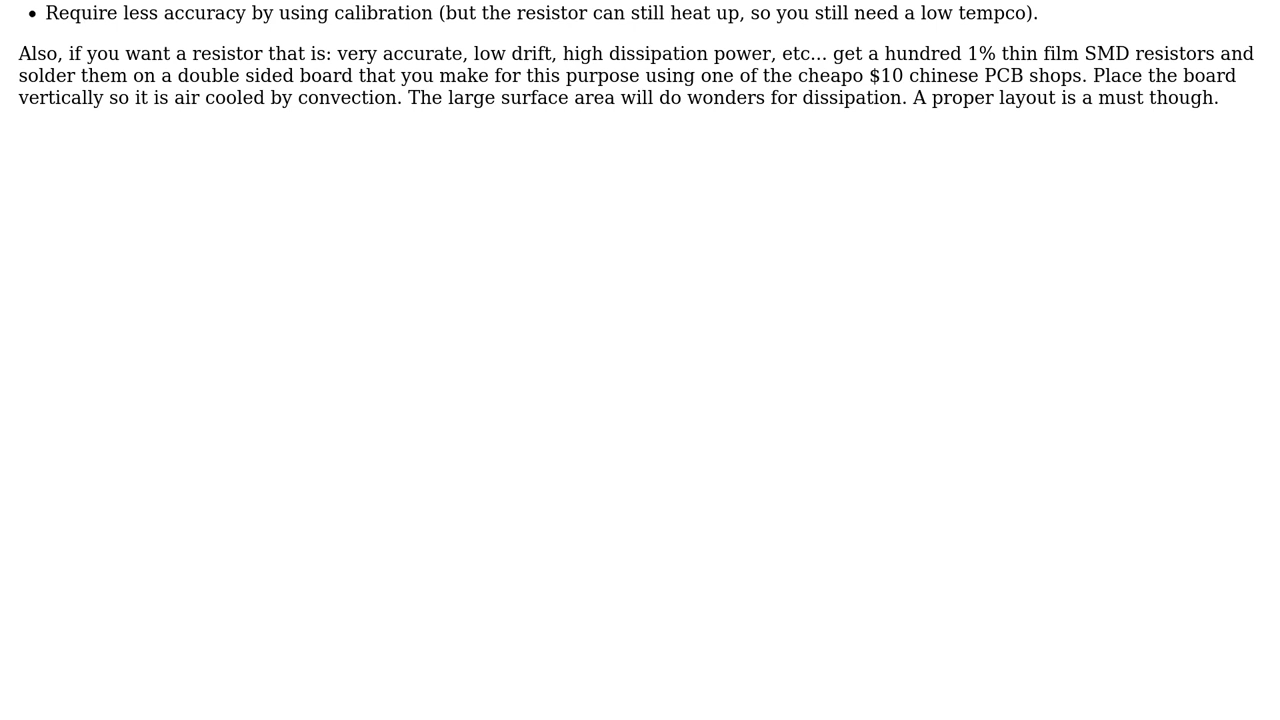 • Require less accuracy by using calibration (but the resistor can still heat up, so you still need a low tempco).
Also, if you want a resistor that is: very accurate, low drift, high dissipation power, etc... get a hundred 1% thin film SMD resistors and
solder them on a double sided board that you make for this purpose using one of the cheapo $10 chinese PCB shops. Place the board
vertically so it is air cooled by convection. The large surface area will do wonders for dissipation. A proper layout is a must though.